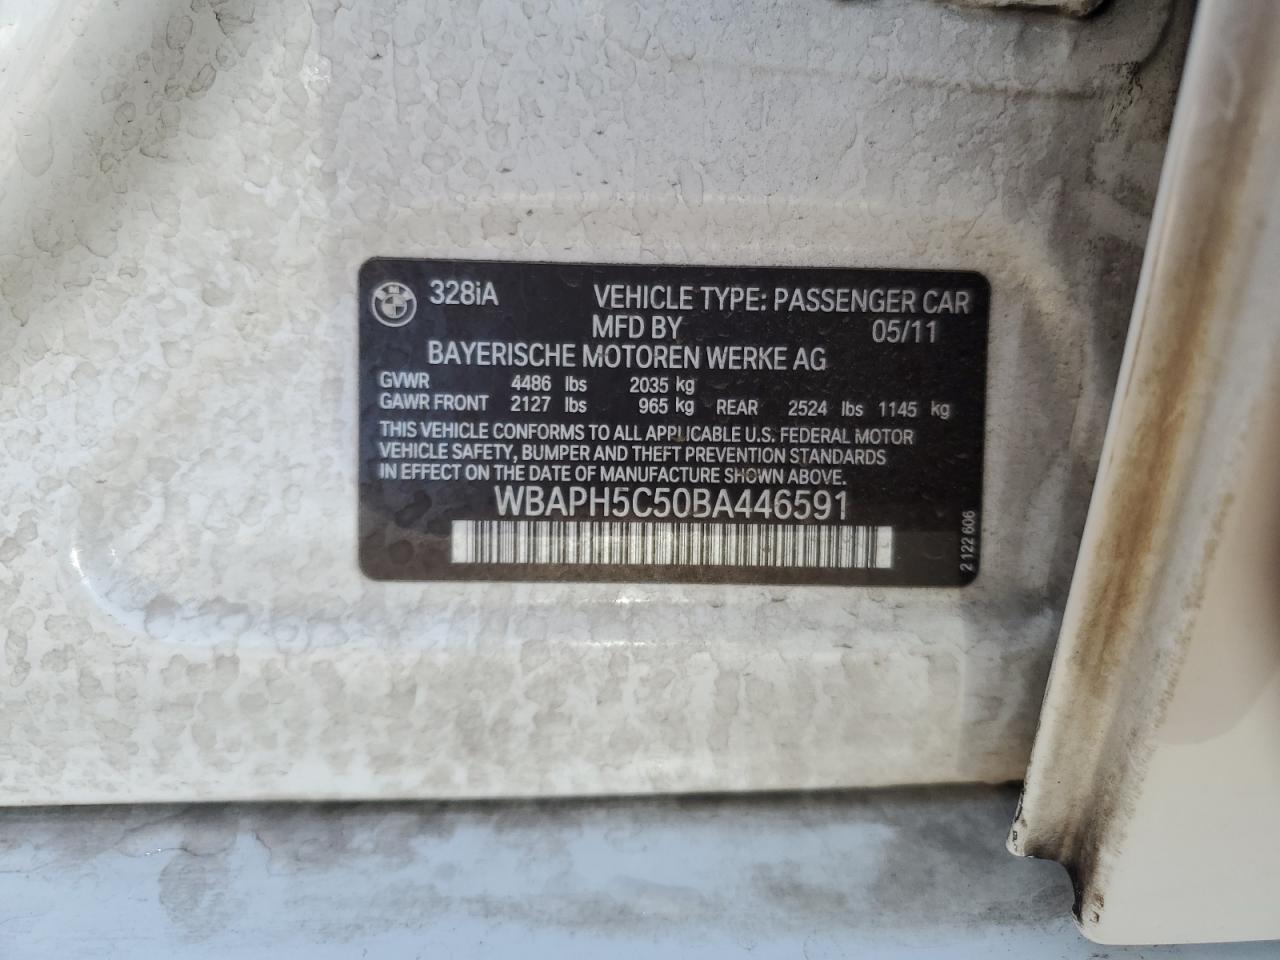 328iA VEHICLE TYPE: PASSENGER CAR
MFD BY 05/11
BAYERISCHE MOTOREN WERKE AG
GVWR 4486 lbs 2035 kg
GAWR FRONT 2127 lbs 965 kg REAR 2524 lbs 1145 kg
THIS VEHICLE CONFORMS TO ALL APPLICABLE U.S. FEDERAL MOTOR
VEHICLE SAFETY, BUMPER AND THEFT PREVENTION STANDARDS
IN EFFECT ON THE DATE OF MANUFACTURE SHOWN ABOVE.
WBAPH5C50BA446591
2 122 606